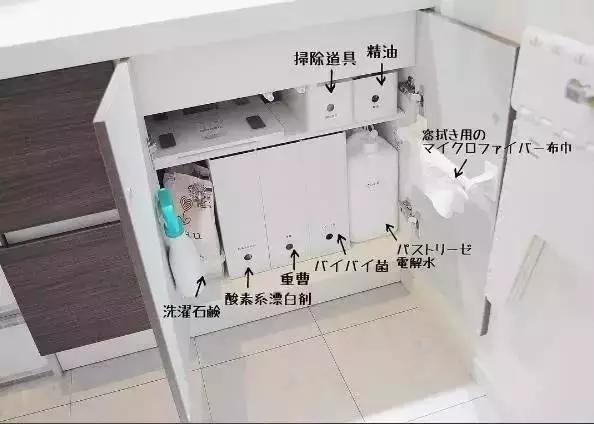 掃除道具
精油
窓拭き用の
マイクロファイバー布巾
パストリーゼ
電解水
バイバイ菌
重曹
酸素系漂白剤
洗濯石鹸